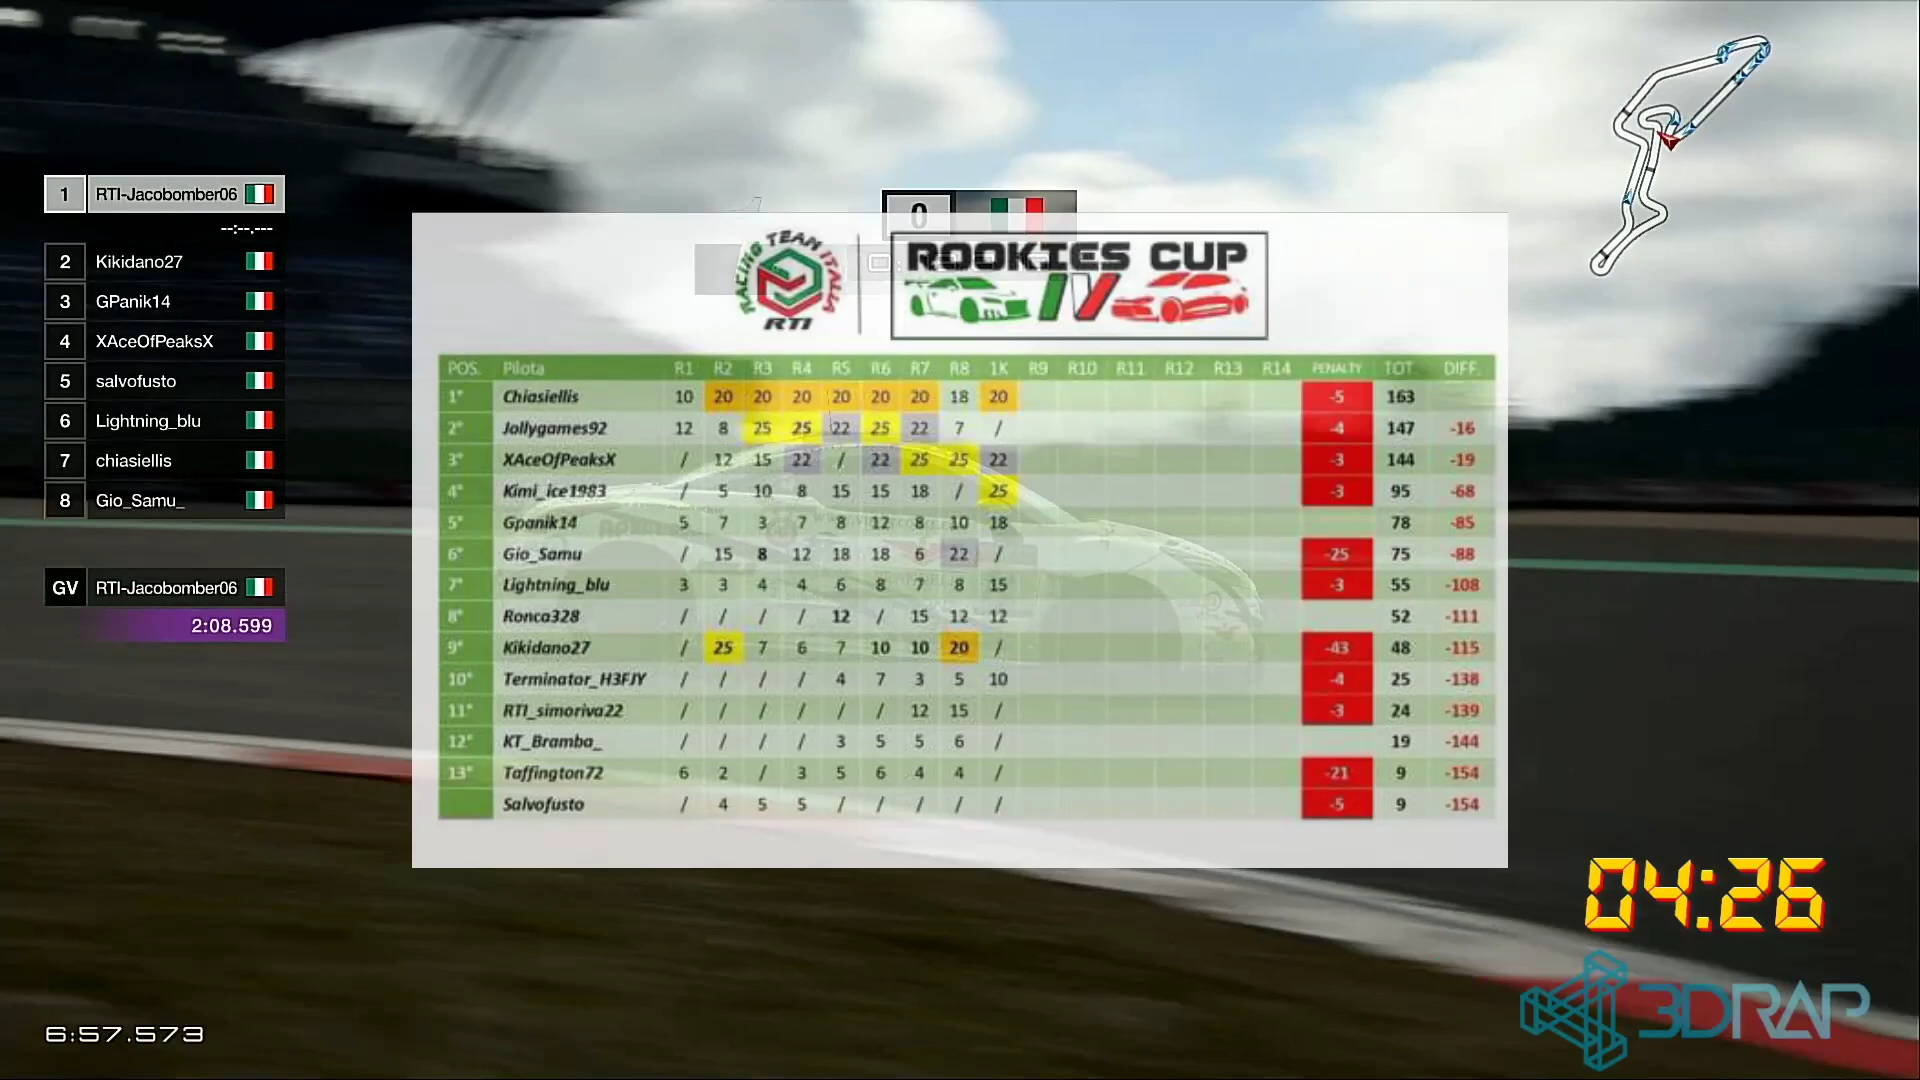 1 RTI-Jacobomber06
--:--.---
2 Kikidano27
3 GPanik14
4 XAceOfPeaksX
5 salvofusto
6 Lightning_blu
7 chiasiellis
8 Gio_Samu_
GV RTI-Jacobomber06
2:08.599
6:57.573
0
RACING TEAM ITALIA
RTI
ROOKIES CUP
IV
POS. Pilota R1 R2 R3 R4 R5 R6 R7 R8 1K R9 R10 R11 R12 R13 R14 PENALTY TOT DIFF.
1° Chiasiellis 10 20 20 20 20 20 20 18 20 -5 163
2° Jollygames92 12 8 25 25 22 25 22 7 / -4 147 -16
3° XAceOfPeaksX / 12 15 22 / 22 25 25 22 -3 144 -19
4° Kimi_ice1983 / 5 10 8 15 15 18 / 25 -3 95 -68
5° Gpanik14 5 7 3 7 8 12 8 10 18 78 -85
6° Gio_Samu / 15 8 12 18 18 6 22 / -25 75 -88
7° Lightning_blu 3 3 4 4 6 8 7 8 15 -3 55 -108
8° Ronca328 / / / / 12 / 15 12 12 52 -111
9° Kikidano27 / 25 7 6 7 10 10 20 / -43 48 -115
10° Terminator_H3FJY / / / / 4 7 3 5 10 -4 25 -138
11° RTI_simoriva22 / / / / / / 12 15 / -3 24 -139
12° KT_Bramba_ / / / / 3 5 5 6 / 19 -144
13° Taffington72 6 2 / 3 5 6 4 4 / -21 9 -154
Salvofusto / 4 5 5 / / / / / -5 9 -154
04:26
3DRAP